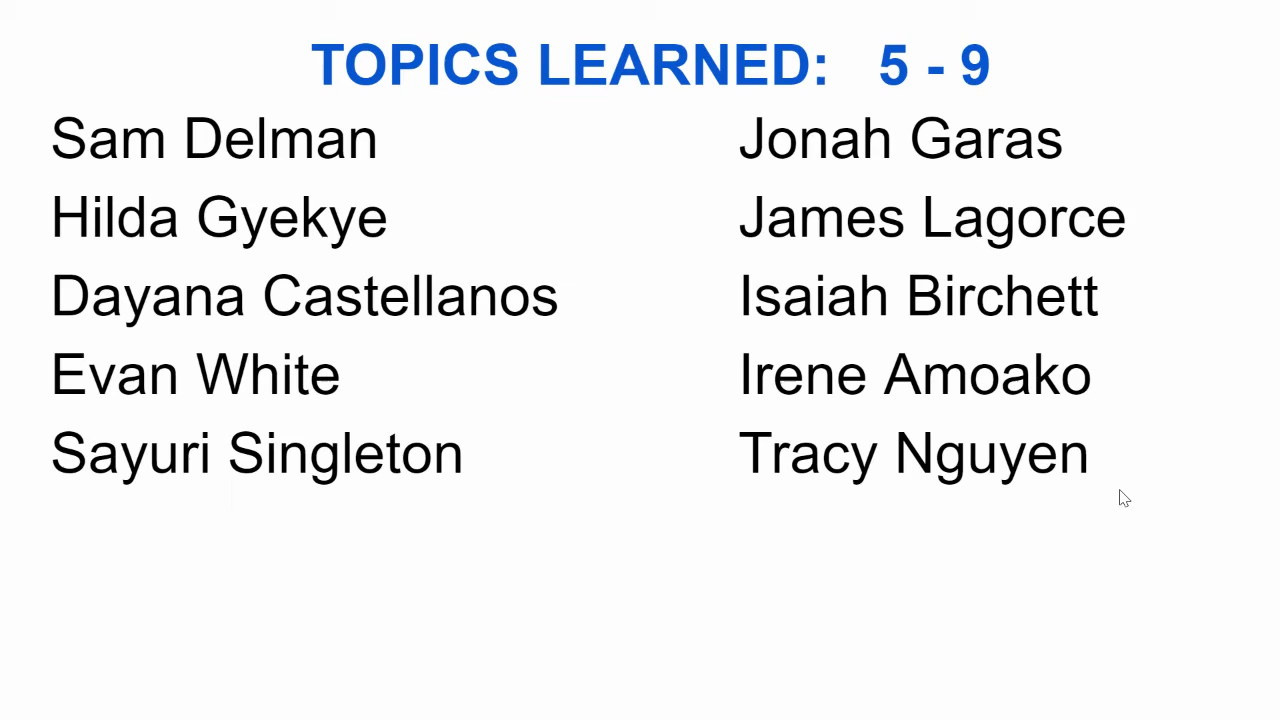 TOPICS LEARNED: 5 - 9
Sam Delman
Hilda Gyekye
Dayana Castellanos
Evan White
Sayuri Singleton
Jonah Garas
James Lagorce
Isaiah Birchett
Irene Amoako
Tracy Nguyen